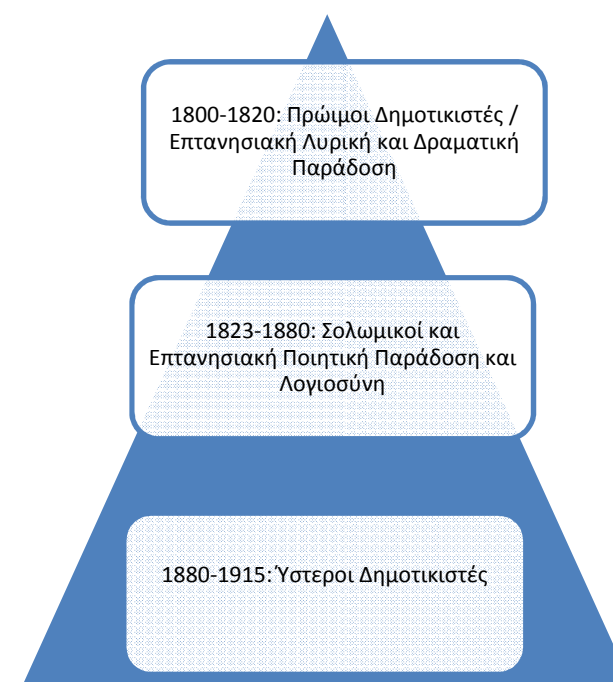 1800-1820: Πρώιμοι Δημοτικιστές /
Επτανησιακή Λυρική και Δραματική
Παράδοση
1823-1880: Σολωμικοί και
Επτανησιακή Ποιητική Παράδοση και
Λογιοσύνη
1880-1915: Ύστεροι Δημοτικιστές